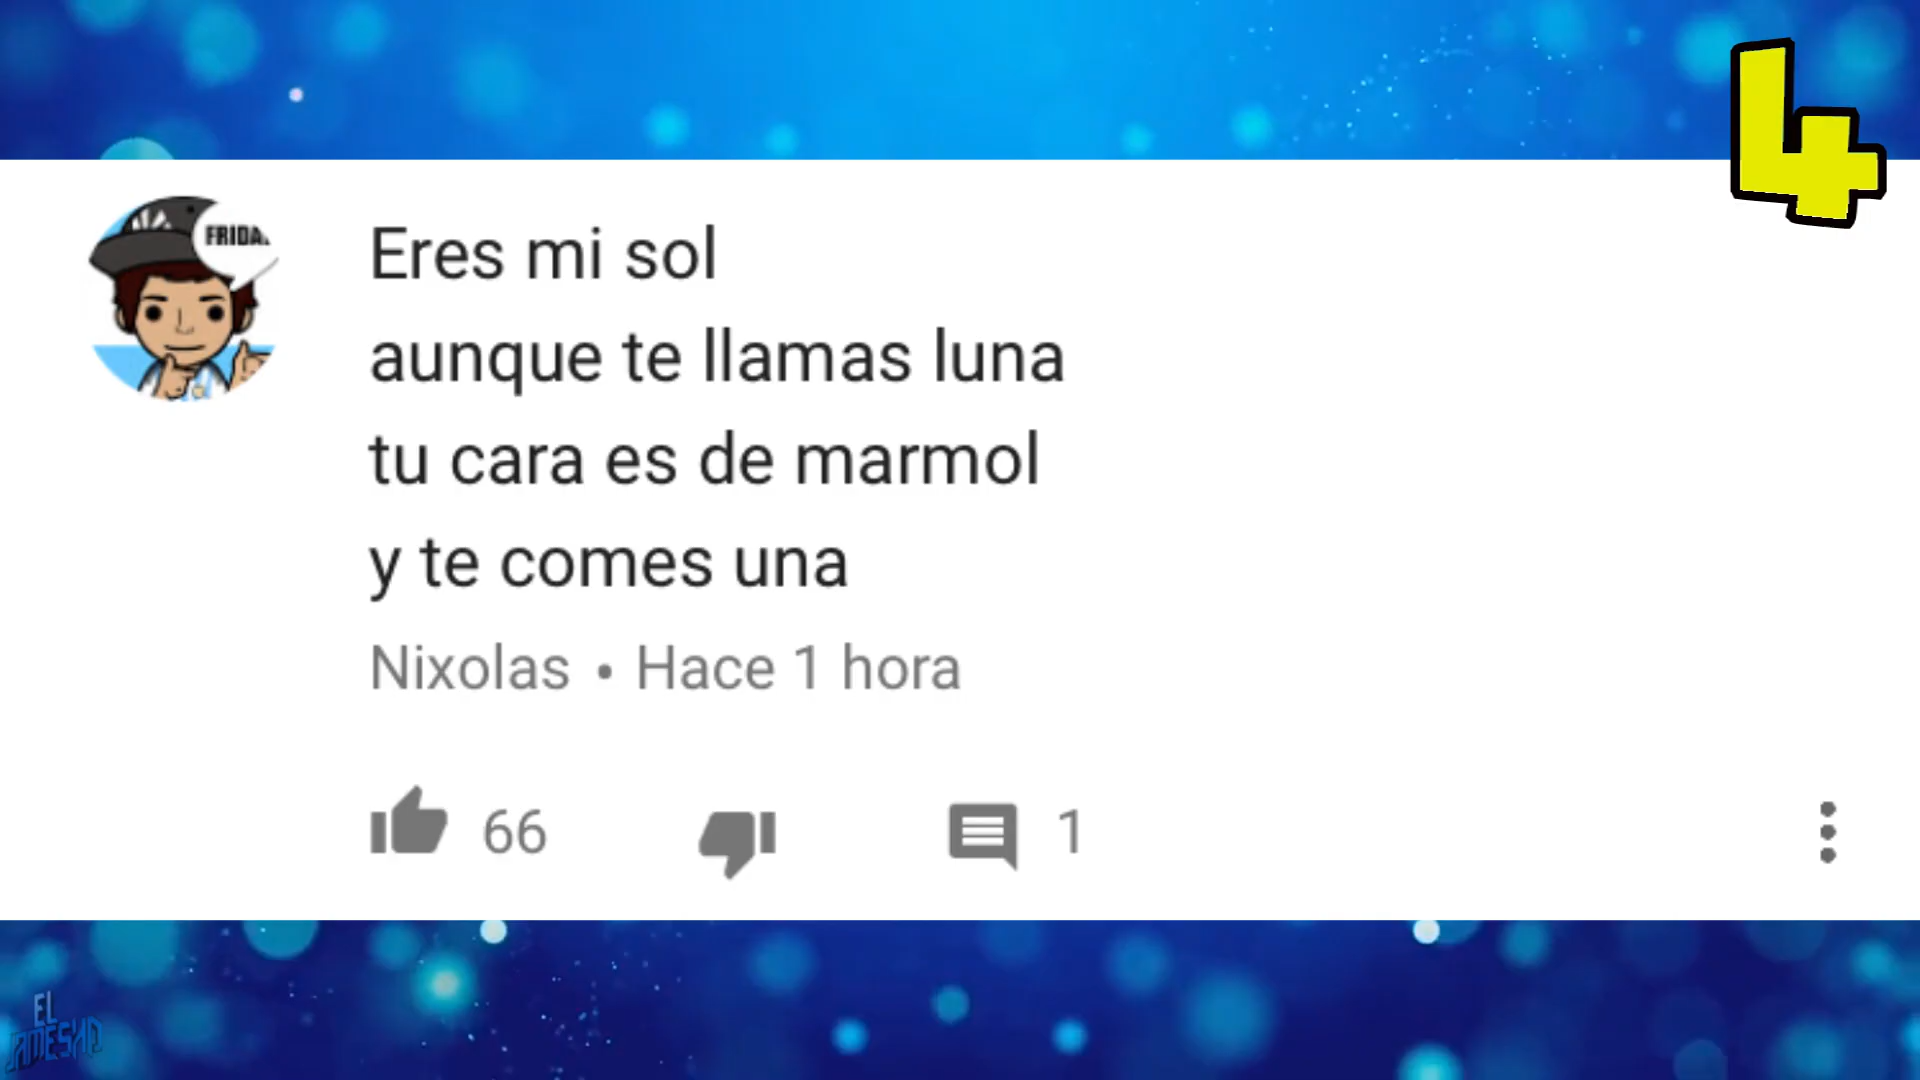 4
FRIDA
Eres mi sol
aunque te llamas luna
tu cara es de marmol
y te comes una
Nixolas • Hace 1 hora
66
1
EL
JAMESHD